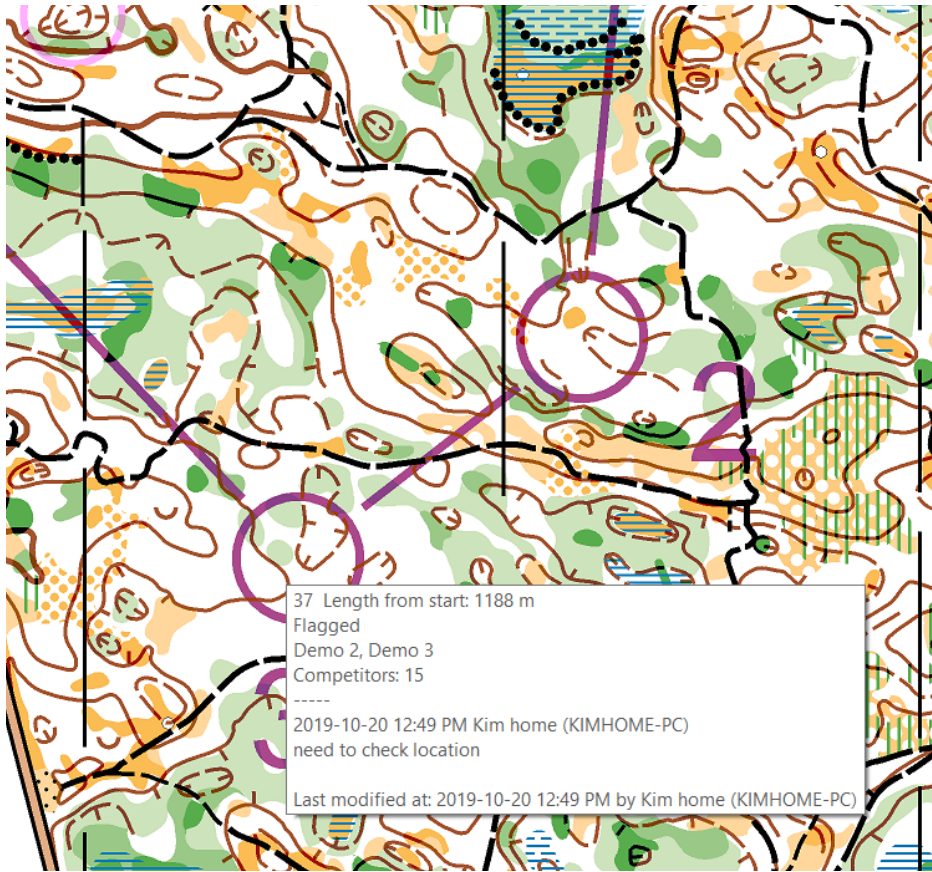 2
37 Length from start: 1188 m
Flagged
Demo 2, Demo 3
Competitors: 15
-----
2019-10-20 12:49 PM Kim home (KIMHOME-PC)
need to check location
Last modified at: 2019-10-20 12:49 PM by Kim home (KIMHOME-PC)